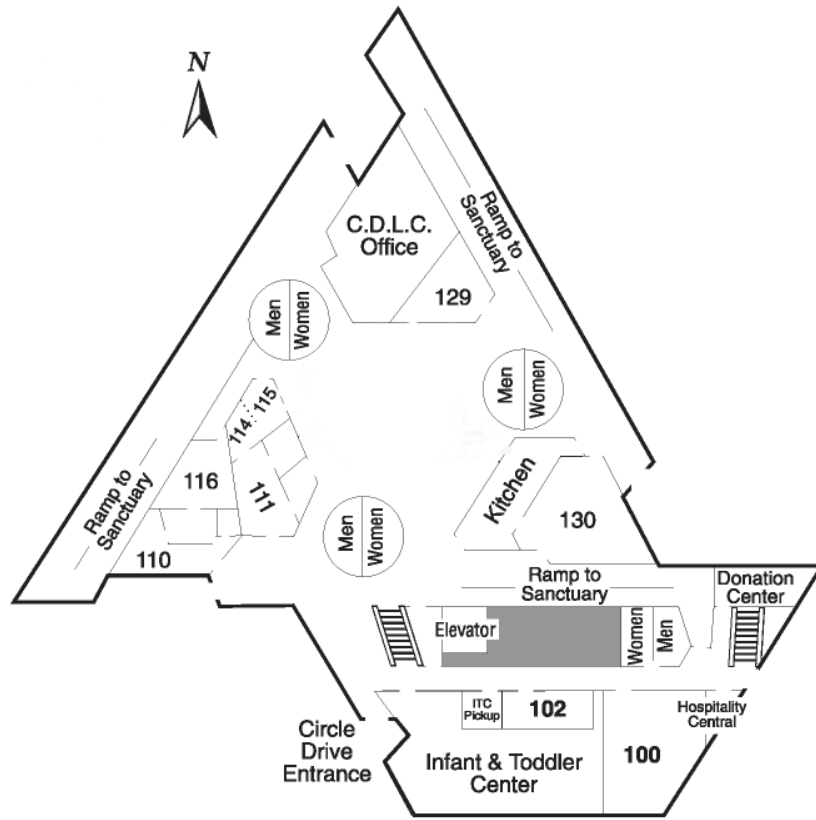 N
C.D.L.C.
Office
Ramp to
Sanctuary
129
Men
Women
Men
Women
114
115
116
111
Ramp to
Sanctuary
Kitchen
130
Men
Women
110
Ramp to
Sanctuary
Donation
Center
Elevator
Women
Men
ITC
Pickup
102
Hospitality
Central
Circle
Drive
Entrance
Infant & Toddler
Center
100